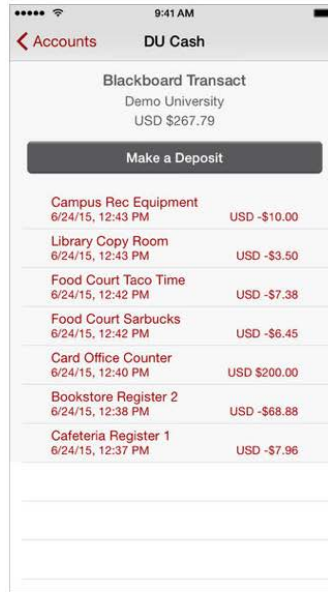 9:41 AM
Accounts
DU Cash
Blackboard Transact
Demo University
USD $267.79
Make a Deposit
Campus Rec Equipment
6/24/15, 12:43 PM USD -$10.00
Library Copy Room
6/24/15, 12:43 PM USD -$3.50
Food Court Taco Time
6/24/15, 12:42 PM USD -$7.38
Food Court Sarbucks
6/24/15, 12:42 PM USD -$6.45
Card Office Counter
6/24/15, 12:40 PM USD $200.00
Bookstore Register 2
6/24/15, 12:38 PM USD -$68.88
Cafeteria Register 1
6/24/15, 12:37 PM USD -$7.96